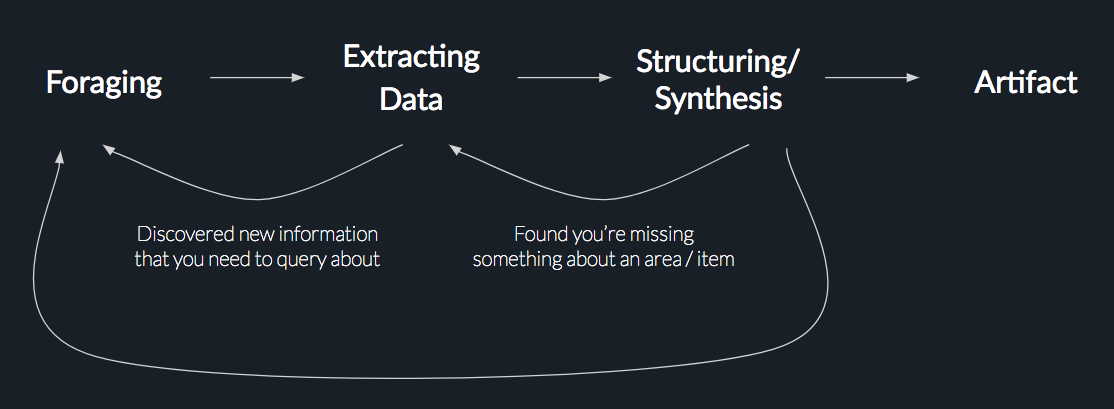 Foraging
Extracting
Data
Structuring/
Synthesis
Artifact
Discovered new information
that you need to query about
Found you’re missing
something about an area / item